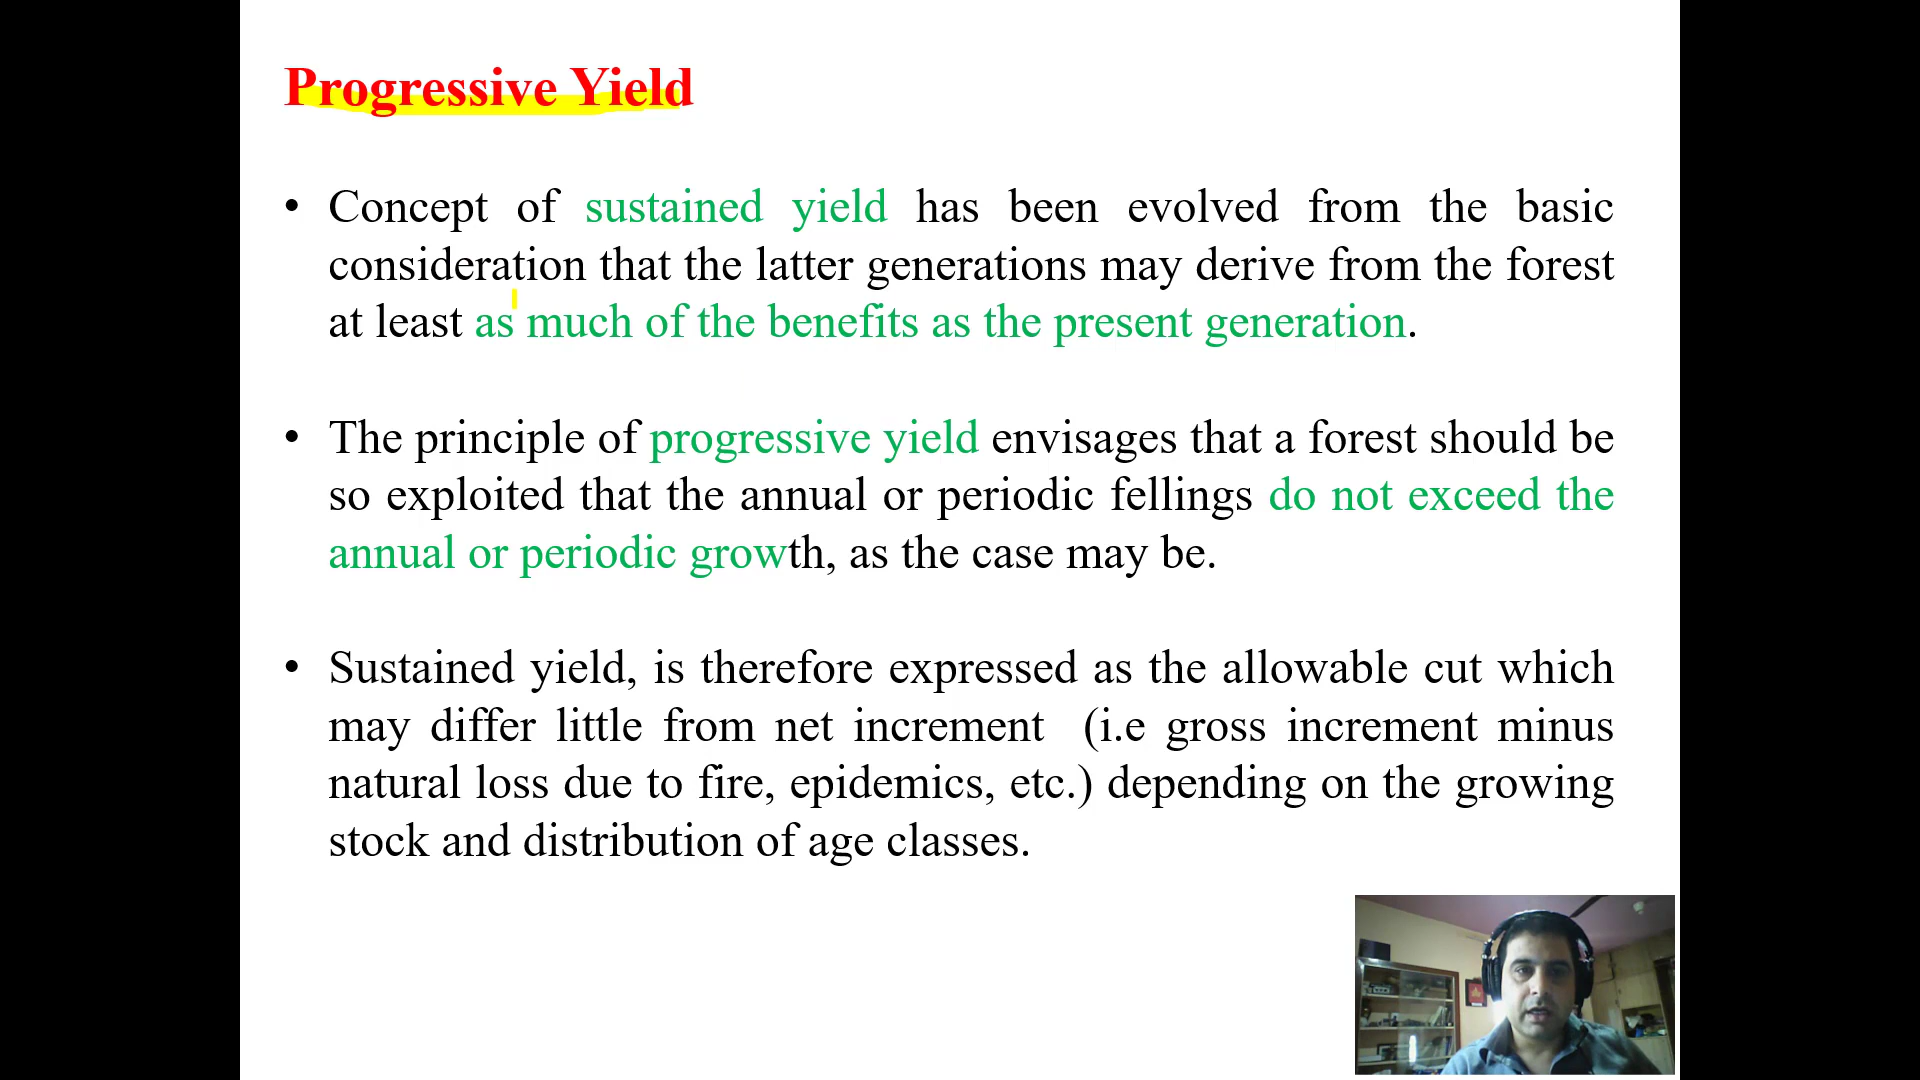 Progressive Yield
• Concept of sustained yield has been evolved from the basic
consideration that the latter generations may derive from the forest
at least as much of the benefits as the present generation.
• The principle of progressive yield envisages that a forest should be
so exploited that the annual or periodic fellings do not exceed the
annual or periodic growth, as the case may be.
• Sustained yield, is therefore expressed as the allowable cut which
may differ little from net increment (i.e gross increment minus
natural loss due to fire, epidemics, etc.) depending on the growing
stock and distribution of age classes.